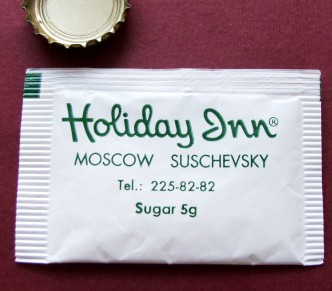 Holiday Inn®
MOSCOW SUSCHEVSKY
Tel.: 225-82-82
Sugar 5g